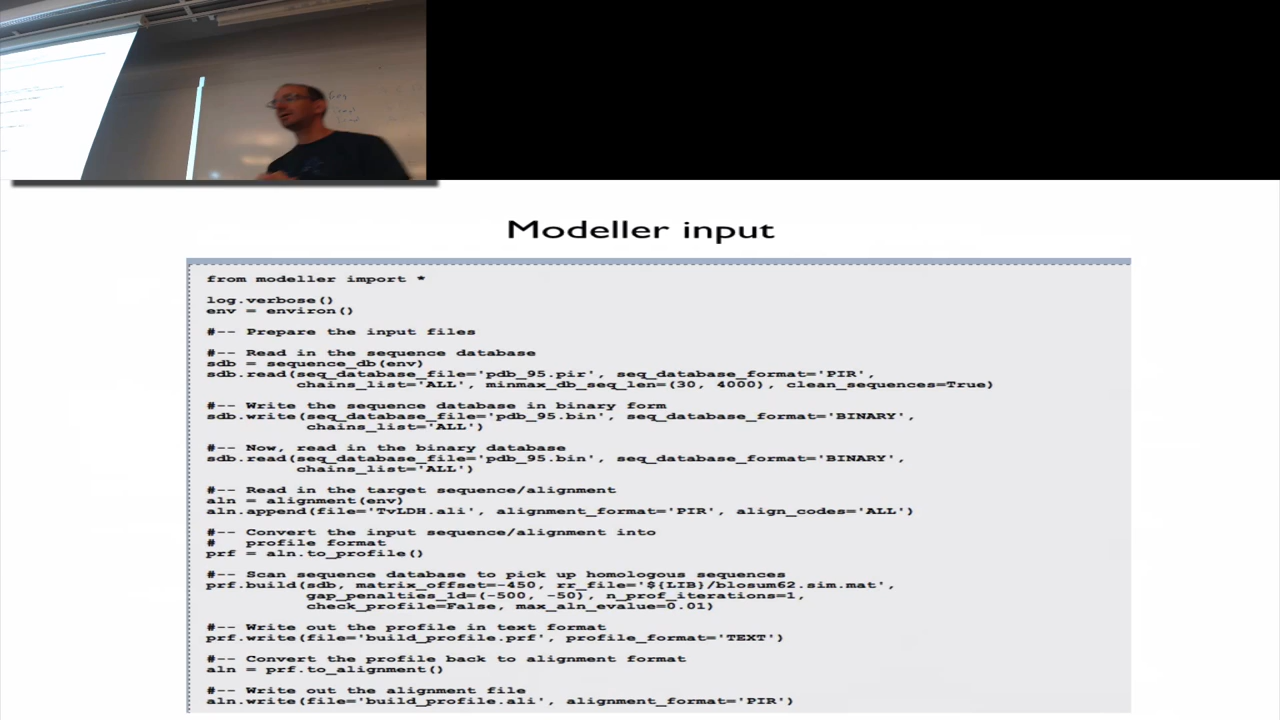 Modeller input
from modeller import *
log.verbose()
env = environ()
#-- Prepare the input files
#-- Read in the sequence database
sdb = sequence_db(env)
sdb.read(seq_database_file='pdb_95.pir', seq_database_format='PIR',
chains_list='ALL', minmax_db_seq_len=(30, 4000), clean_sequences=True)
#-- Write the sequence database in binary form
sdb.write(seq_database_file='pdb_95.bin', seq_database_format='BINARY',
chains_list='ALL')
#-- Now, read in the binary database
sdb.read(seq_database_file='pdb_95.bin', seq_database_format='BINARY',
chains_list='ALL')
#-- Read in the target sequence/alignment
aln = alignment(env)
aln.append(file='TvLDH.ali', alignment_format='PIR', align_codes='ALL')
#-- Convert the input sequence/alignment into
# profile format
prf = aln.to_profile()
#-- Scan sequence database to pick up homologous sequences
prf.build(sdb, matrix_offset=-450, rr_file='${LIB}/blosum62.sim.mat',
gap_penalties_1d=(-500, -50), n_prof_iterations=1,
check_profile=False, max_aln_evalue=0.01)
#-- Write out the profile in text format
prf.write(file='build_profile.prf', profile_format='TEXT')
#-- Convert the profile back to alignment format
aln = prf.to_alignment()
#-- Write out the alignment file
aln.write(file='build_profile.ali', alignment_format='PIR')